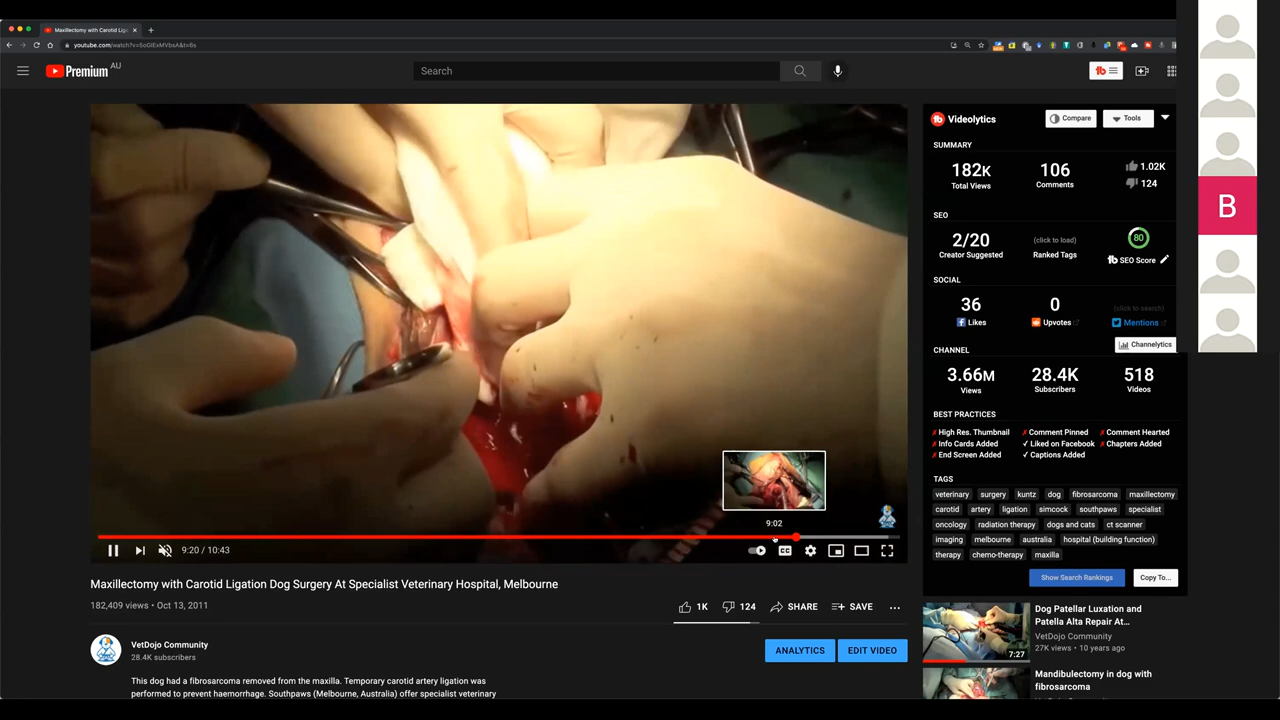 Maxillectomy with Carotid Liga
youtube.com/watch?v=SoGlExMVbsA&t=6s
Premium AU
Search
9:02
9:20 / 10:43
Maxillectomy with Carotid Ligation Dog Surgery At Specialist Veterinary Hospital, Melbourne
182,409 views • Oct 13, 2011
1K
124
SHARE
SAVE
VetDojo Community
28.4K subscribers
ANALYTICS
EDIT VIDEO
This dog had a fibrosarcoma removed from the maxilla. Temporary carotid artery ligation was
performed to prevent haemorrhage. Southpaws (Melbourne, Australia) offer specialist veterinary
tb
Videolytics
Compare
Tools
SUMMARY
182K
Total Views
106
Comments
1.02K
124
SEO
2/20
Creator Suggested
(click to load)
Ranked Tags
80
tb SEO Score
SOCIAL
36
Likes
0
Upvotes
(click to search)
Mentions
Channelytics
CHANNEL
3.66M
Views
28.4K
Subscribers
518
Videos
BEST PRACTICES
✗ High Res. Thumbnail ✗ Comment Pinned ✗ Comment Hearted
✗ Info Cards Added ✓ Liked on Facebook ✗ Chapters Added
✗ End Screen Added ✓ Captions Added
TAGS
veterinary surgery kuntz dog fibrosarcoma maxillectomy
carotid artery ligation simcock southpaws specialist
oncology radiation therapy dogs and cats ct scanner
imaging melbourne australia hospital (building function)
therapy chemo-therapy maxilla
Show Search Rankings
Copy To...
7:27
Dog Patellar Luxation and
Patella Alta Repair At...
VetDojo Community
27K views • 10 years ago
Mandibulectomy in dog with
fibrosarcoma
B